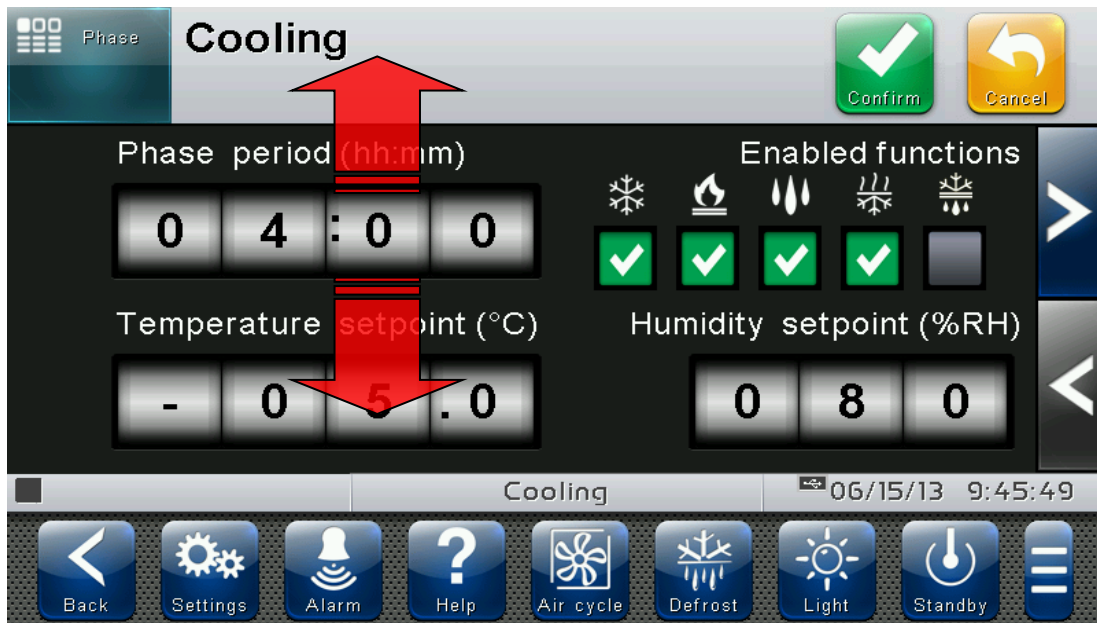 Phase
Cooling
Confirm
Cancel
Phase period (hh:mm)
Enabled functions
0 4 : 0 0
Temperature setpoint (°C)
Humidity setpoint (%RH)
- 0 5 . 0
0 8 0
Cooling
06/15/13 9:45:49
?
Back
Settings
Alarm
Help
Air cycle
Defrost
Light
Standby